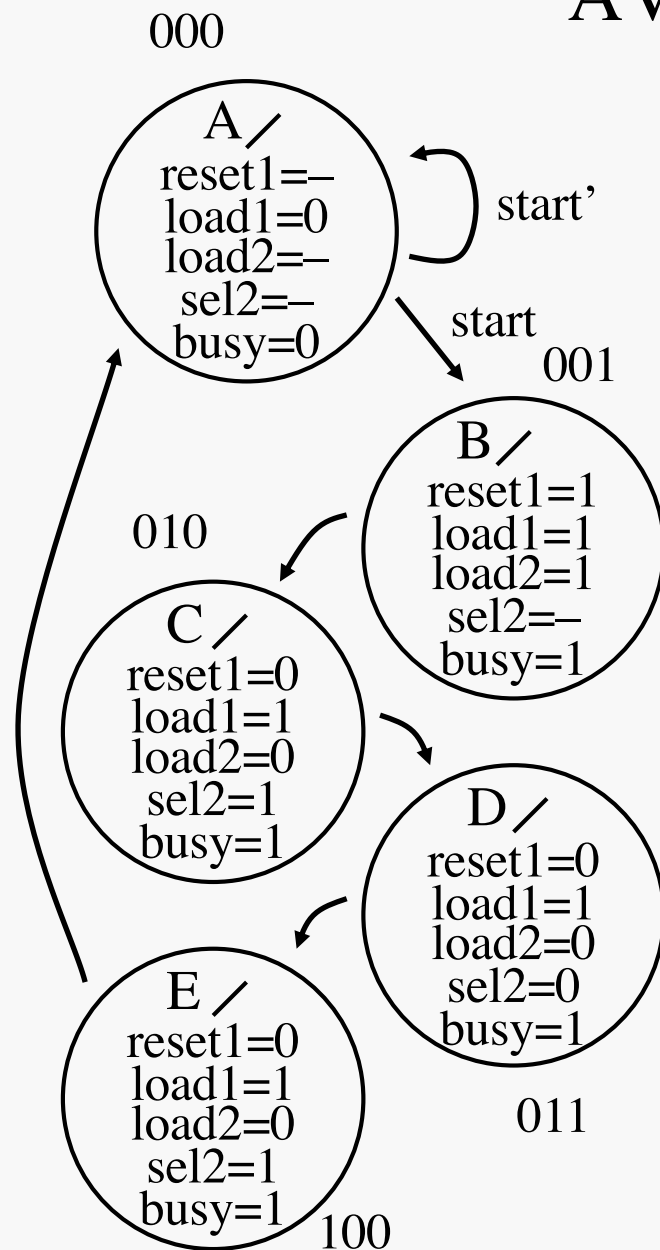 000
A/
reset1=–
load1=0
load2=–
sel2=–
busy=0
start’
start
001
B/
reset1=1
load1=1
load2=1
sel2=–
busy=1
010
C/
reset1=0
load1=1
load2=0
sel2=1
busy=1
D/
reset1=0
load1=1
load2=0
sel2=0
busy=1
011
E/
reset1=0
load1=1
load2=0
sel2=1
busy=1
100